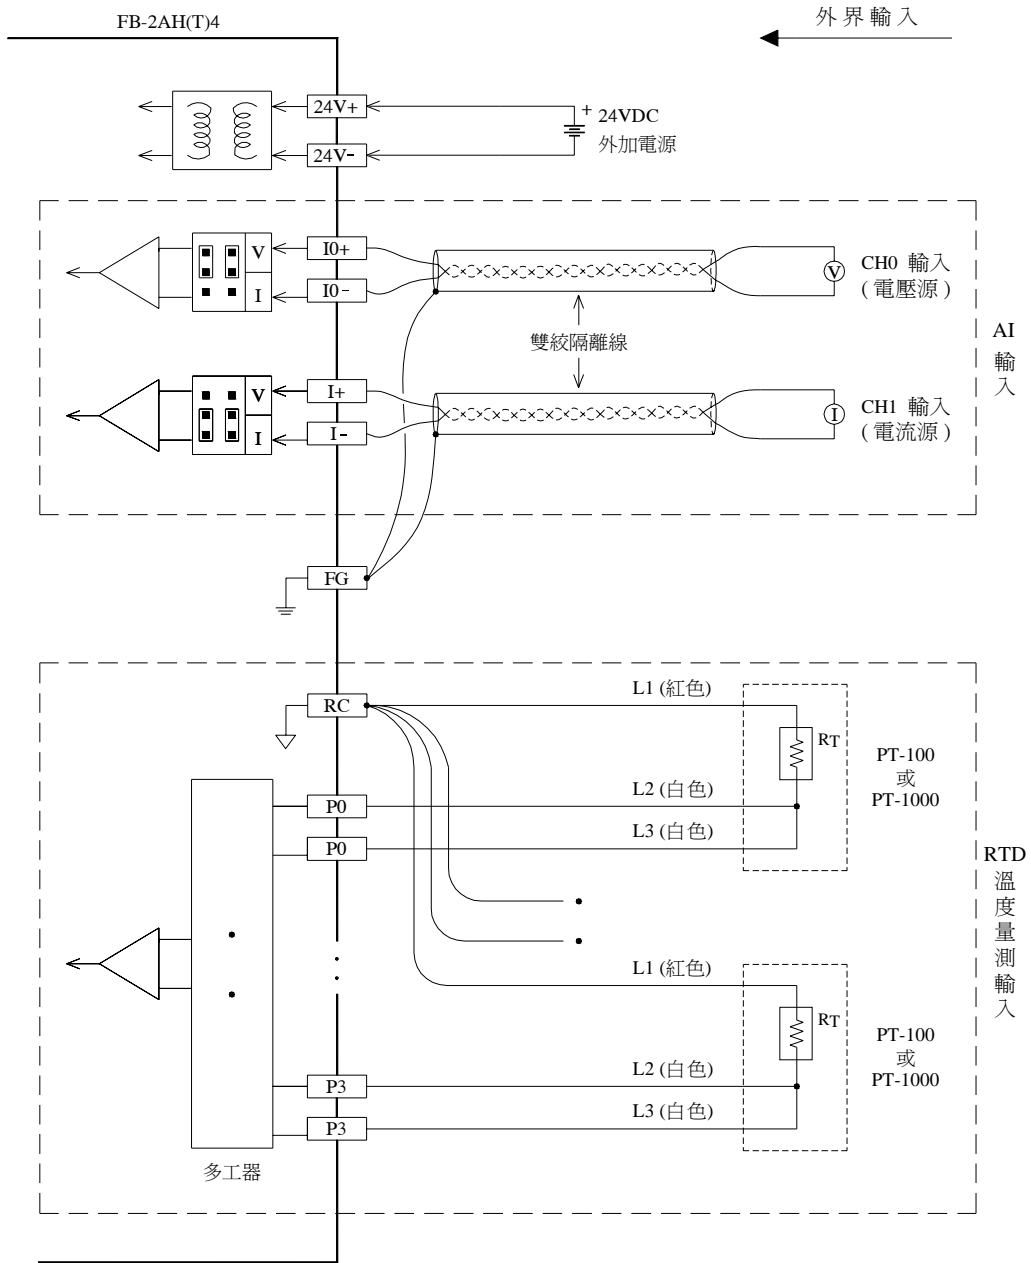 FB-2AH(T)4
外界輸入
24V+
24V-
+ 24VDC
外加電源
V
I
I0+
I0-
V
CH0 輸入
(電壓源)
雙絞隔離線
AI
輸
入
V
I
I+
I-
I
CH1 輸入
(電流源)
FG
RC
L1 (紅色)
RT
PT-100
或
PT-1000
P0
L2 (白色)
P0
L3 (白色)
RTD
溫
度
量
測
輸
入
L1 (紅色)
RT
PT-100
或
PT-1000
P3
L2 (白色)
P3
L3 (白色)
多工器